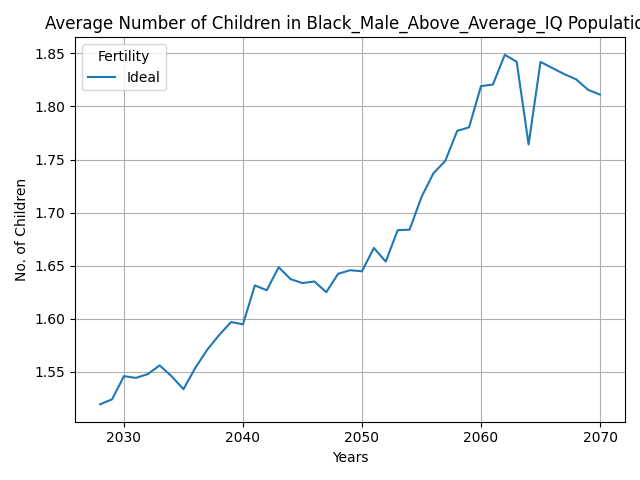 Average Number of Children in Black_Male_Above_Average_IQ Populatio
Fertility
Ideal
No. of Children
1.85
1.80
1.75
1.70
1.65
1.60
1.55
2030 2040 2050 2060 2070
Years